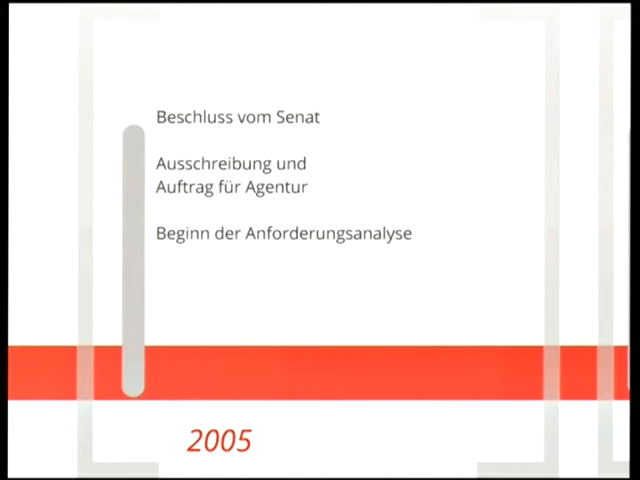 Beschluss vom Senat
Ausschreibung und
Auftrag für Agentur
Beginn der Anforderungsanalyse
2005